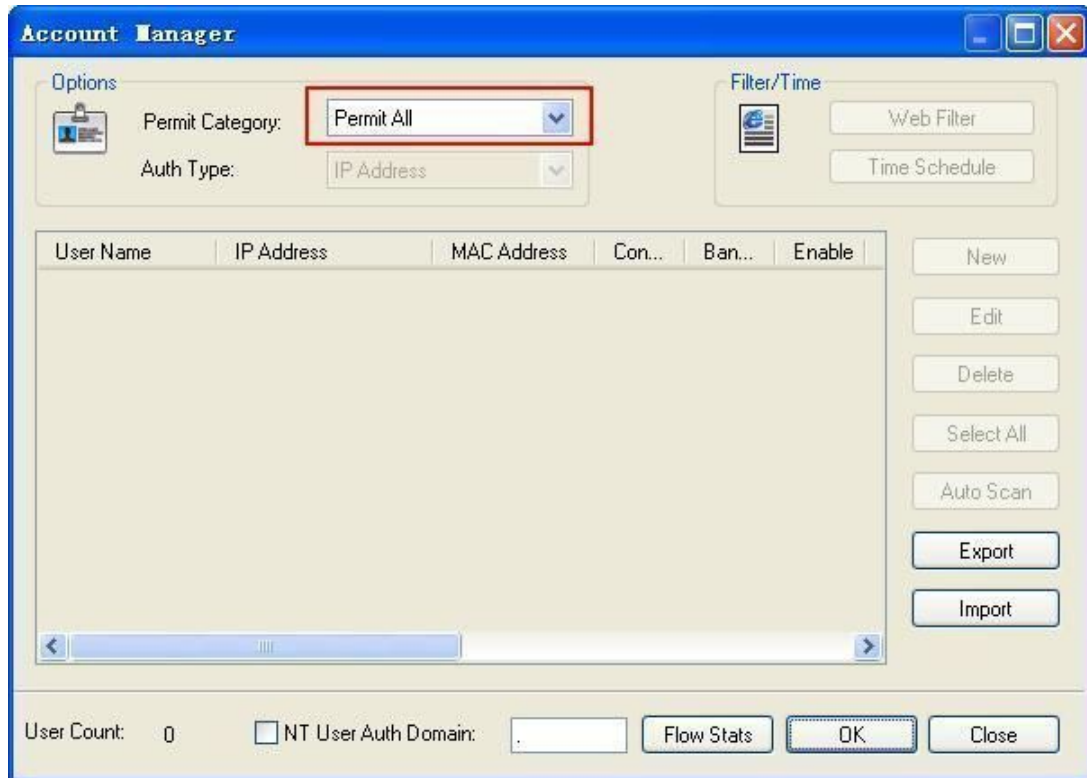 Account Manager
Options
Filter/Time
Permit Category: Permit All
Web Filter
Auth Type: IP Address
Time Schedule
User Name IP Address MAC Address Con... Ban... Enable
New
Edit
Delete
Select All
Auto Scan
Export
Import
User Count: 0 NT User Auth Domain: . Flow Stats OK Close